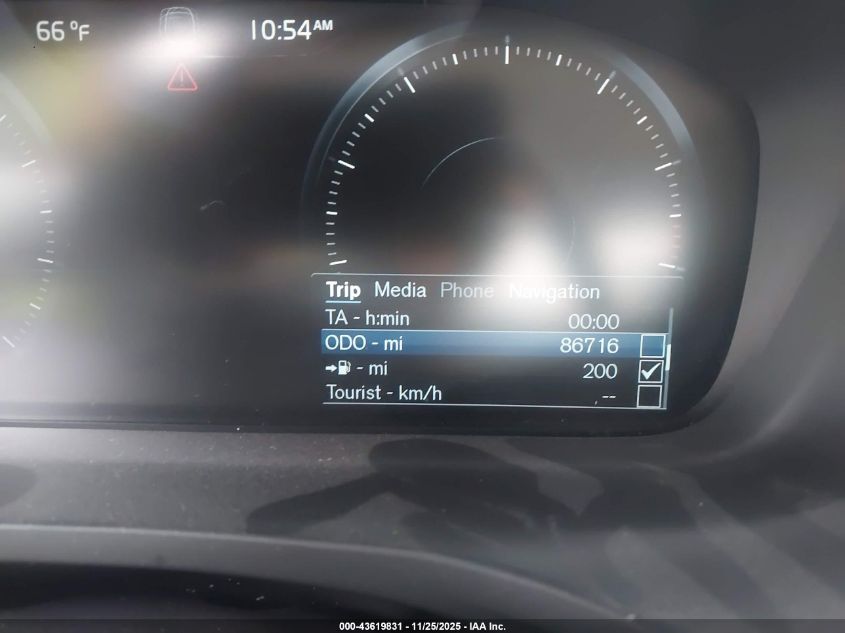 66 °F 10:54AM
Trip Media Phone Navigation
TA - h:min 00:00
ODO - mi 86716
- mi 200
Tourist - km/h --
000-43619831 - 11/25/2025 - IAA Inc.